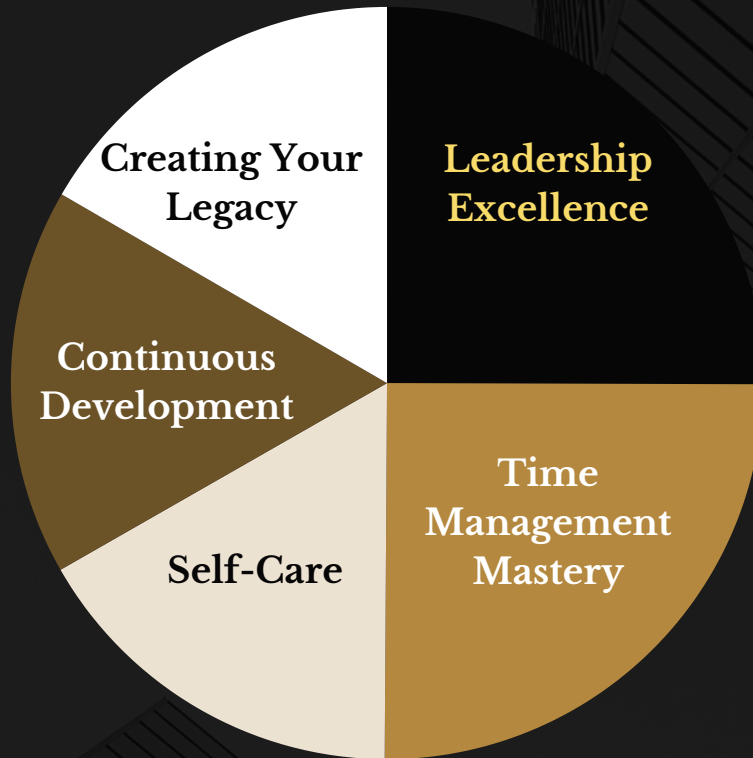 Creating Your
Legacy
Leadership
Excellence
Continuous
Development
Time
Management
Mastery
Self-Care